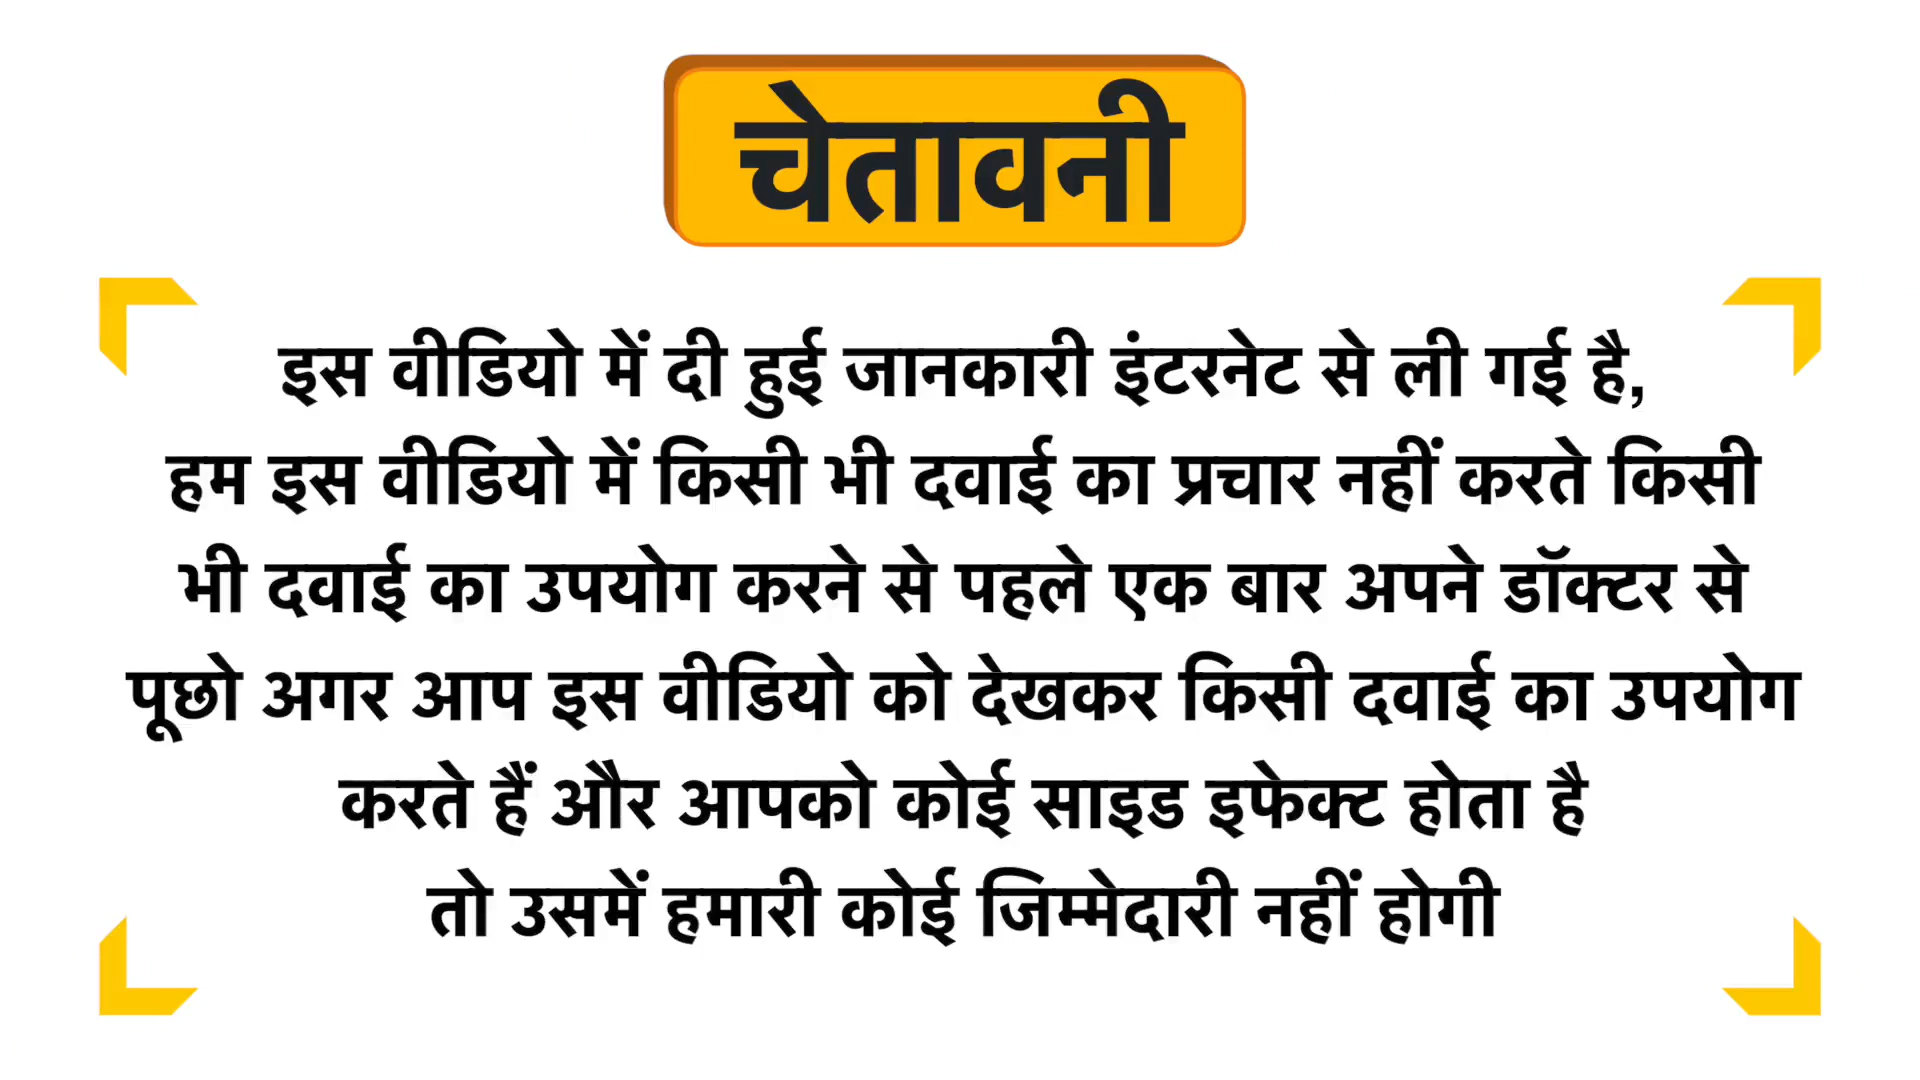 चेतावनी
इस वीडियो में दी हुई जानकारी इंटरनेट से ली गई है,
हम इस वीडियो में किसी भी दवाई का प्रचार नहीं करते किसी
भी दवाई का उपयोग करने से पहले एक बार अपने डॉक्टर से
पूछो अगर आप इस वीडियो को देखकर किसी दवाई का उपयोग
करते हैं और आपको कोई साइड इफेक्ट होता है
तो उसमें हमारी कोई जिम्मेदारी नहीं होगी